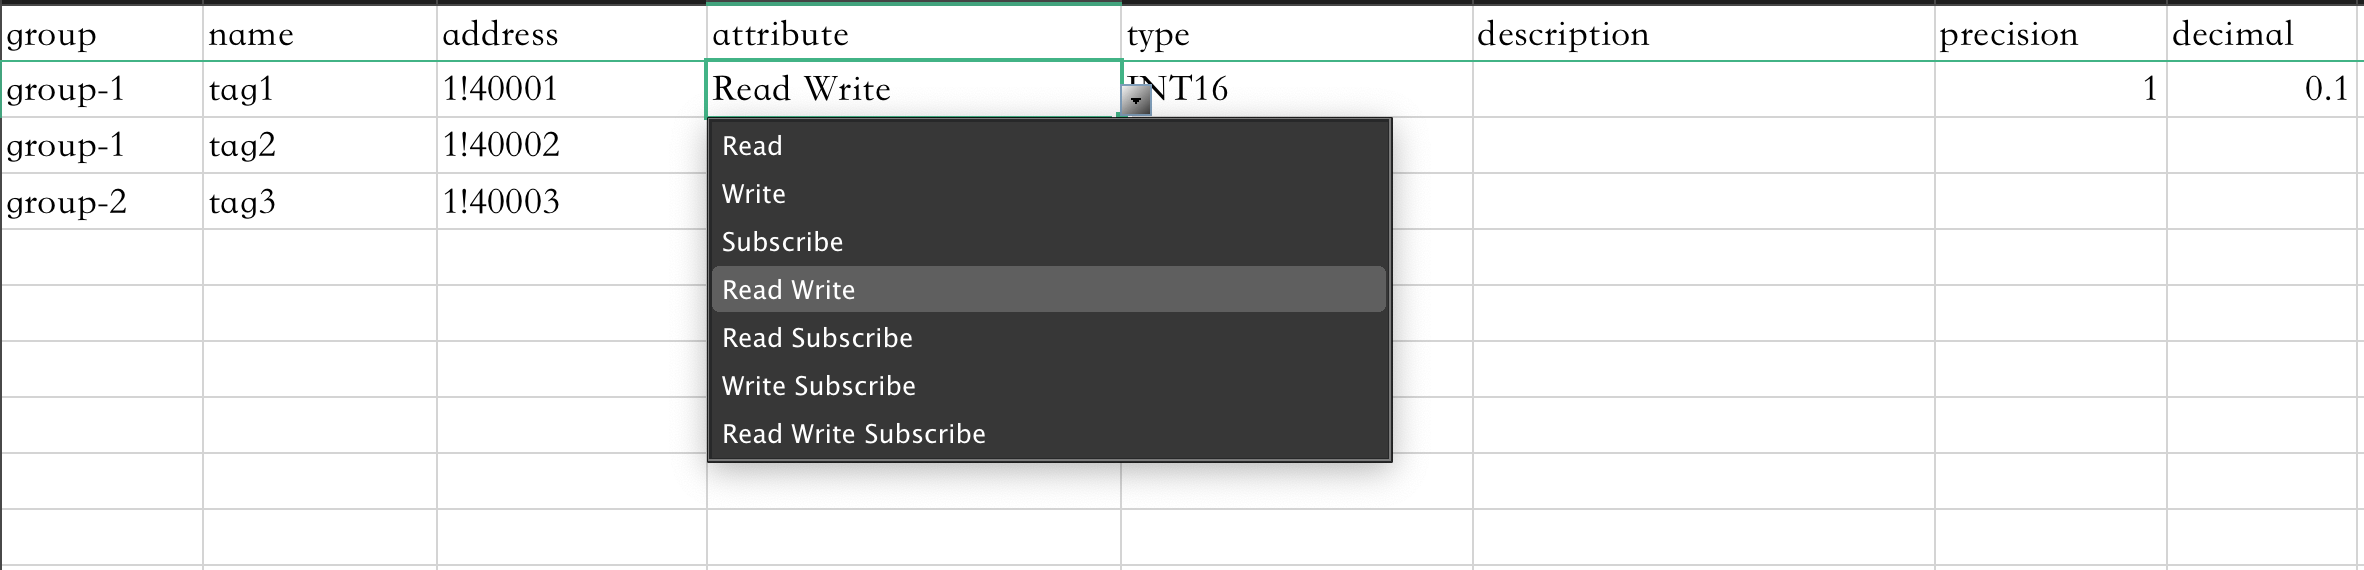 group name address attribute type description precision decimal
group-1 tag1 1!40001 Read Write INT16 1 0.1
group-1 tag2 1!40002
group-2 tag3 1!40003
Read
Write
Subscribe
Read Write
Read Subscribe
Write Subscribe
Read Write Subscribe